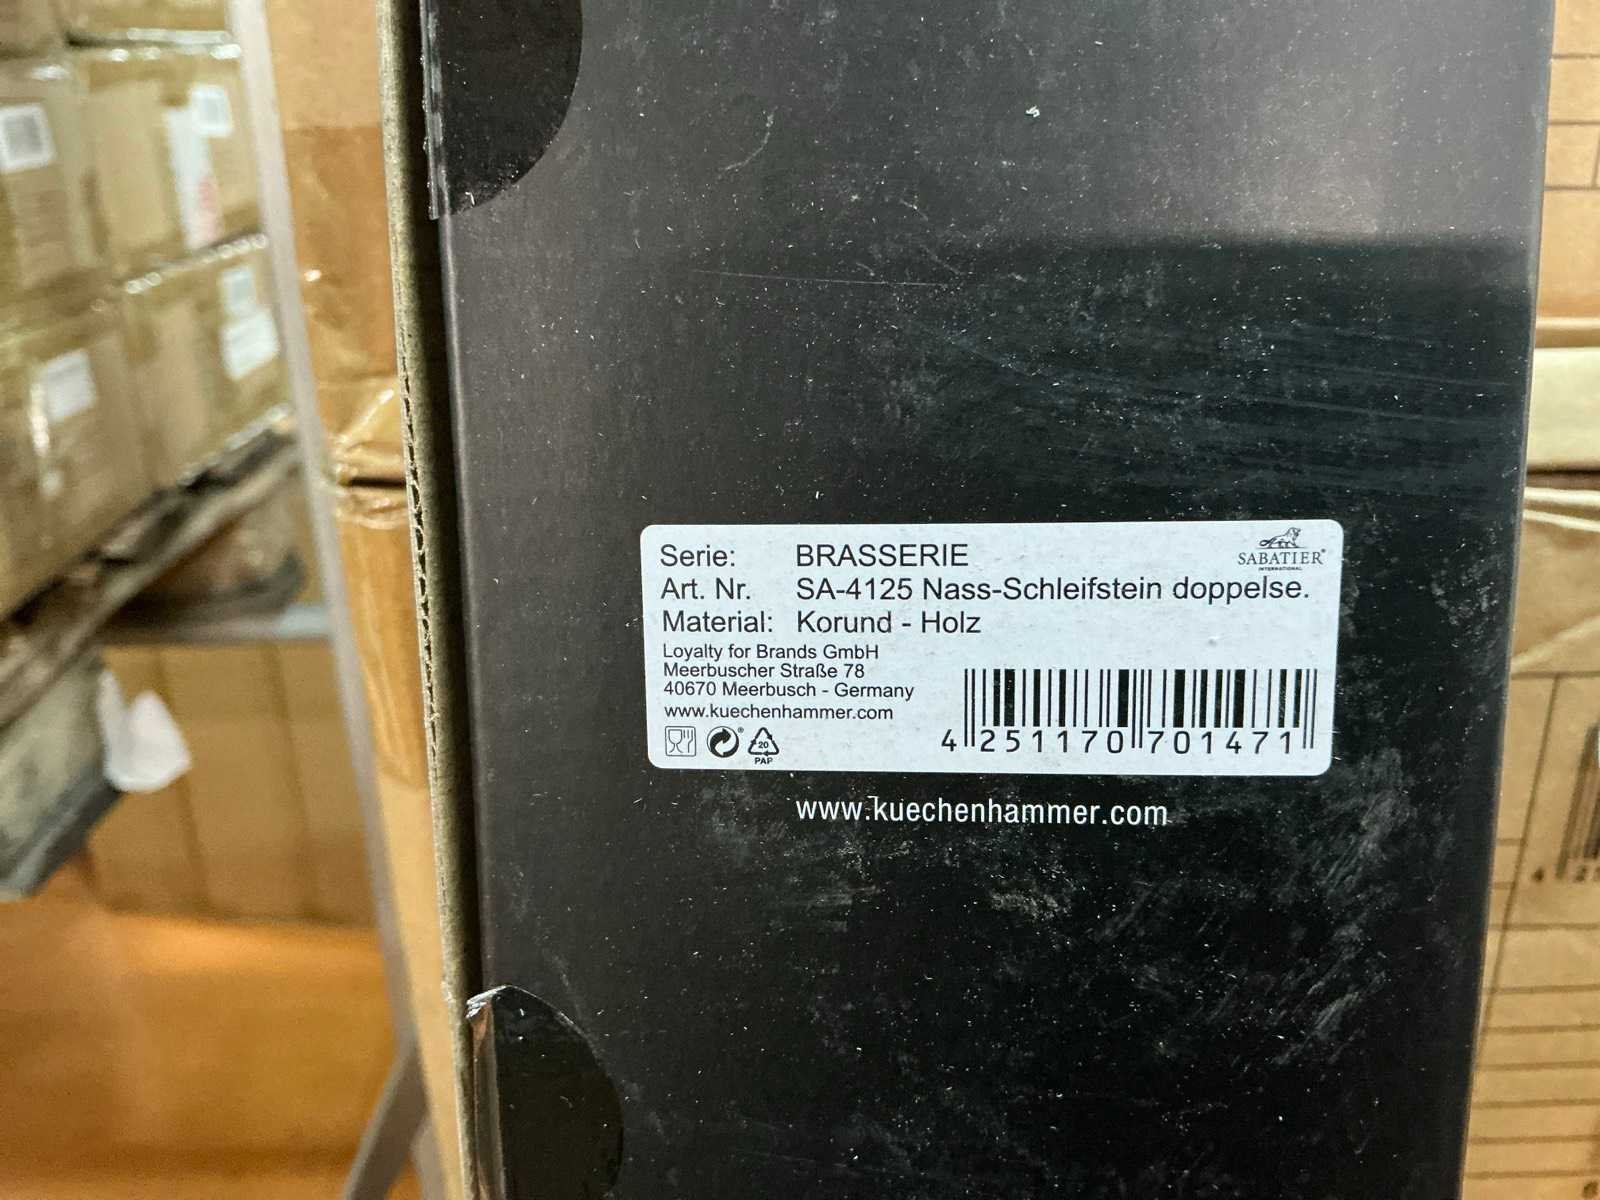 Serie: BRASSERIE
SABATIER®
INTERNATIONAL
Art. Nr. SA-4125 Nass-Schleifstein doppelse.
Material: Korund - Holz
Loyalty for Brands GmbH
Meerbuscher Straße 78
40670 Meerbusch - Germany
www.kuechenhammer.com
20
PAP
4 251170 701471
www.kuechenhammer.com